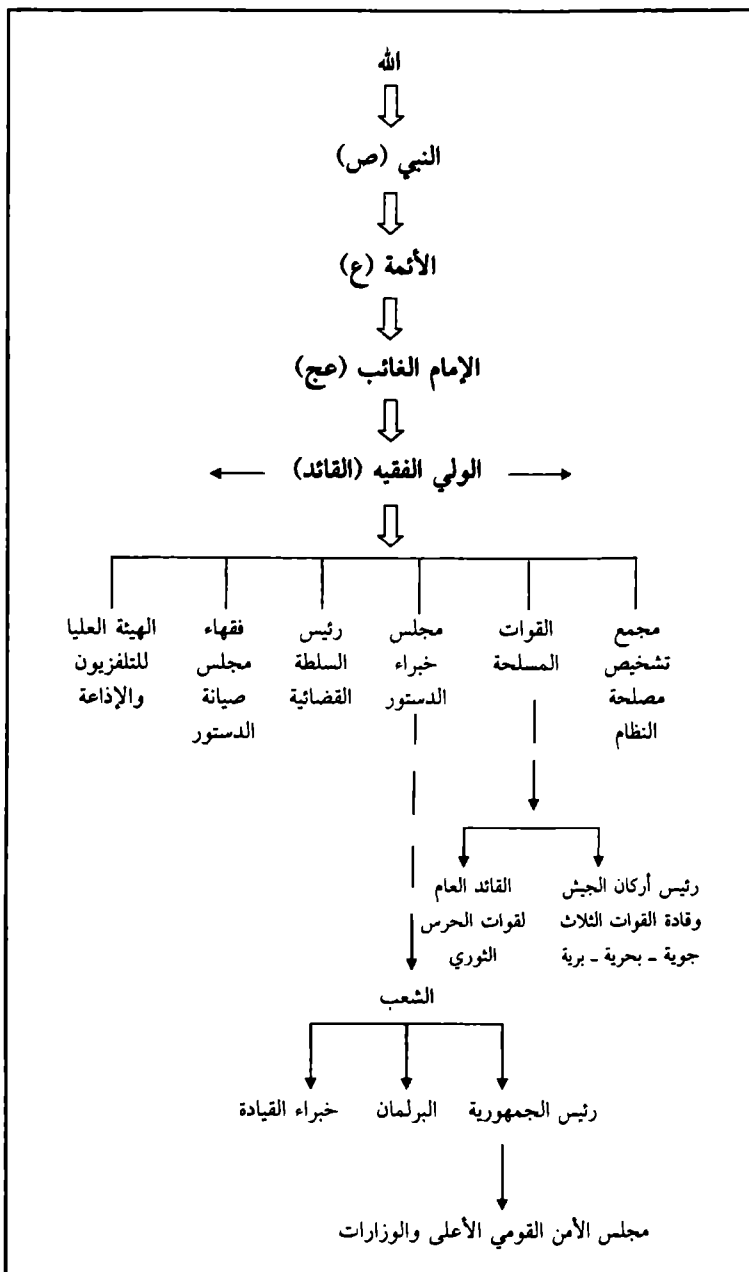 الله
النبي (ص)
الأئمة (ع)
الإمام الغائب (عج)
الولي الفقيه (القائد)
مجمع
تشخيص
مصلحة
النظام
القوات
المسلحة
مجلس
خبراء
الدستور
رئيس
السلطة
القضائية
فقهاء
مجلس
صيانة
الدستور
الهيئة العليا
للتلفزيون
والإذاعة
رئيس أركان الجيش
وقادة القوات الثلاث
جوية - بحرية - برية
القائد العام
لقوات الحرس
الثوري
الشعب
رئيس الجمهورية
البرلمان
خبراء القيادة
مجلس الأمن القومي الأعلى والوزارات